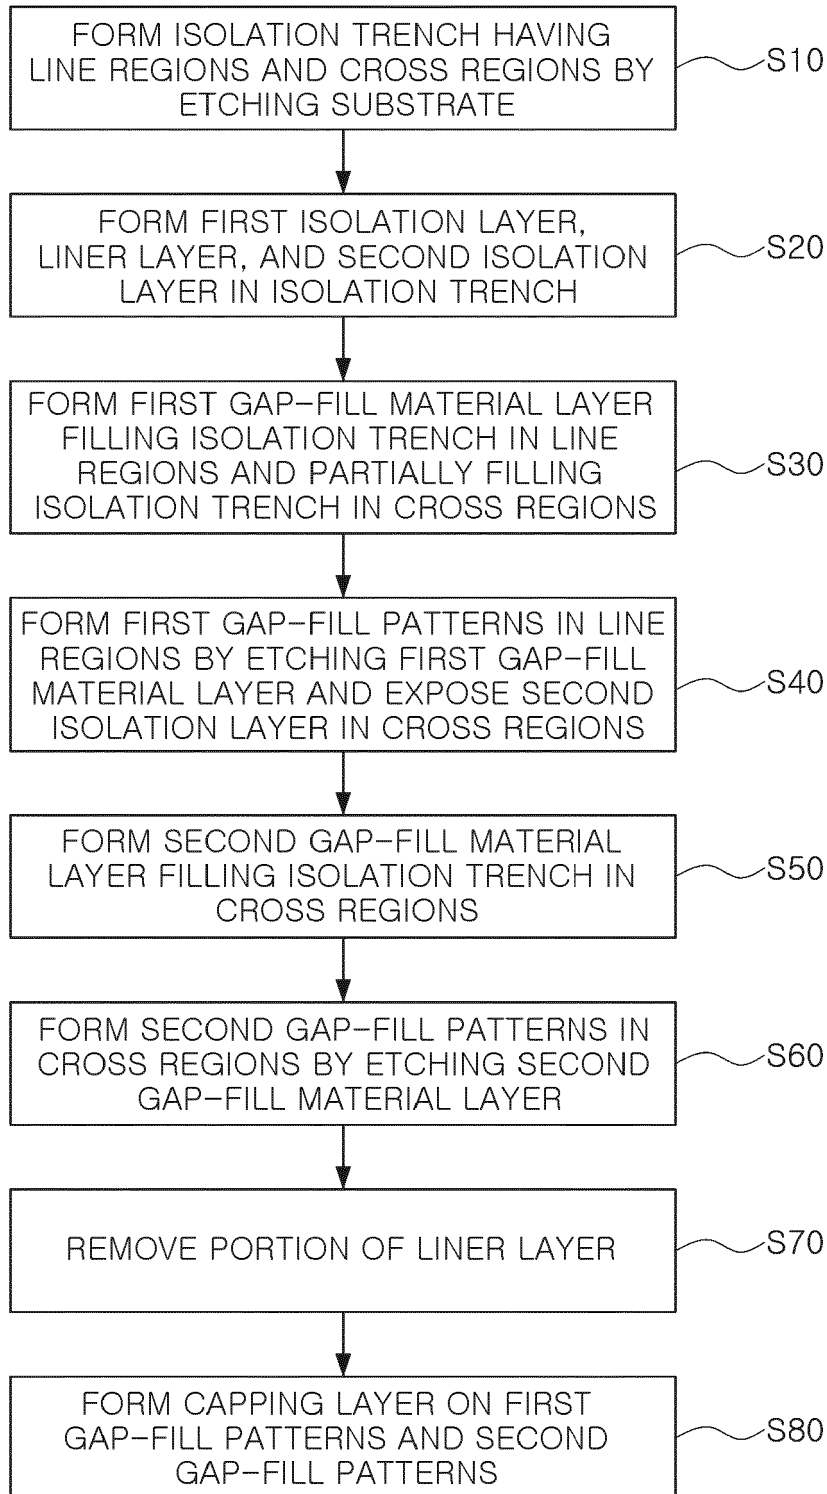 FORM ISOLATION TRENCH HAVING
LINE REGIONS AND CROSS REGIONS BY
ETCHING SUBSTRATE
S10
FORM FIRST ISOLATION LAYER,
LINER LAYER, AND SECOND ISOLATION
LAYER IN ISOLATION TRENCH
S20
FORM FIRST GAP-FILL MATERIAL LAYER
FILLING ISOLATION TRENCH IN LINE
REGIONS AND PARTIALLY FILLING
ISOLATION TRENCH IN CROSS REGIONS
S30
FORM FIRST GAP-FILL PATTERNS IN LINE
REGIONS BY ETCHING FIRST GAP-FILL
MATERIAL LAYER AND EXPOSE SECOND
ISOLATION LAYER IN CROSS REGIONS
S40
FORM SECOND GAP-FILL MATERIAL
LAYER FILLING ISOLATION TRENCH IN
CROSS REGIONS
S50
FORM SECOND GAP-FILL PATTERNS IN
CROSS REGIONS BY ETCHING SECOND
GAP-FILL MATERIAL LAYER
S60
REMOVE PORTION OF LINER LAYER
S70
FORM CAPPING LAYER ON FIRST
GAP-FILL PATTERNS AND SECOND
GAP-FILL PATTERNS
S80